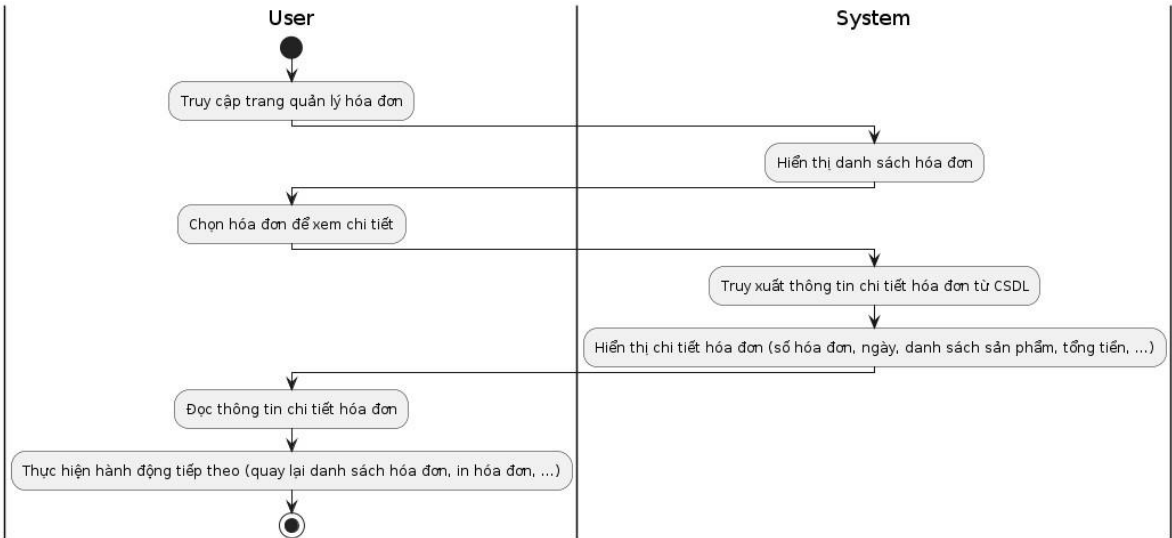 User
System
Truy cập trang quản lý hóa đơn
Hiển thị danh sách hóa đơn
Chọn hóa đơn để xem chi tiết
Truy xuất thông tin chi tiết hóa đơn từ CSDL
Hiển thị chi tiết hóa đơn (số hóa đơn, ngày, danh sách sản phẩm, tổng tiền, ...)
Đọc thông tin chi tiết hóa đơn
Thực hiện hành động tiếp theo (quay lại danh sách hóa đơn, in hóa đơn, ...)